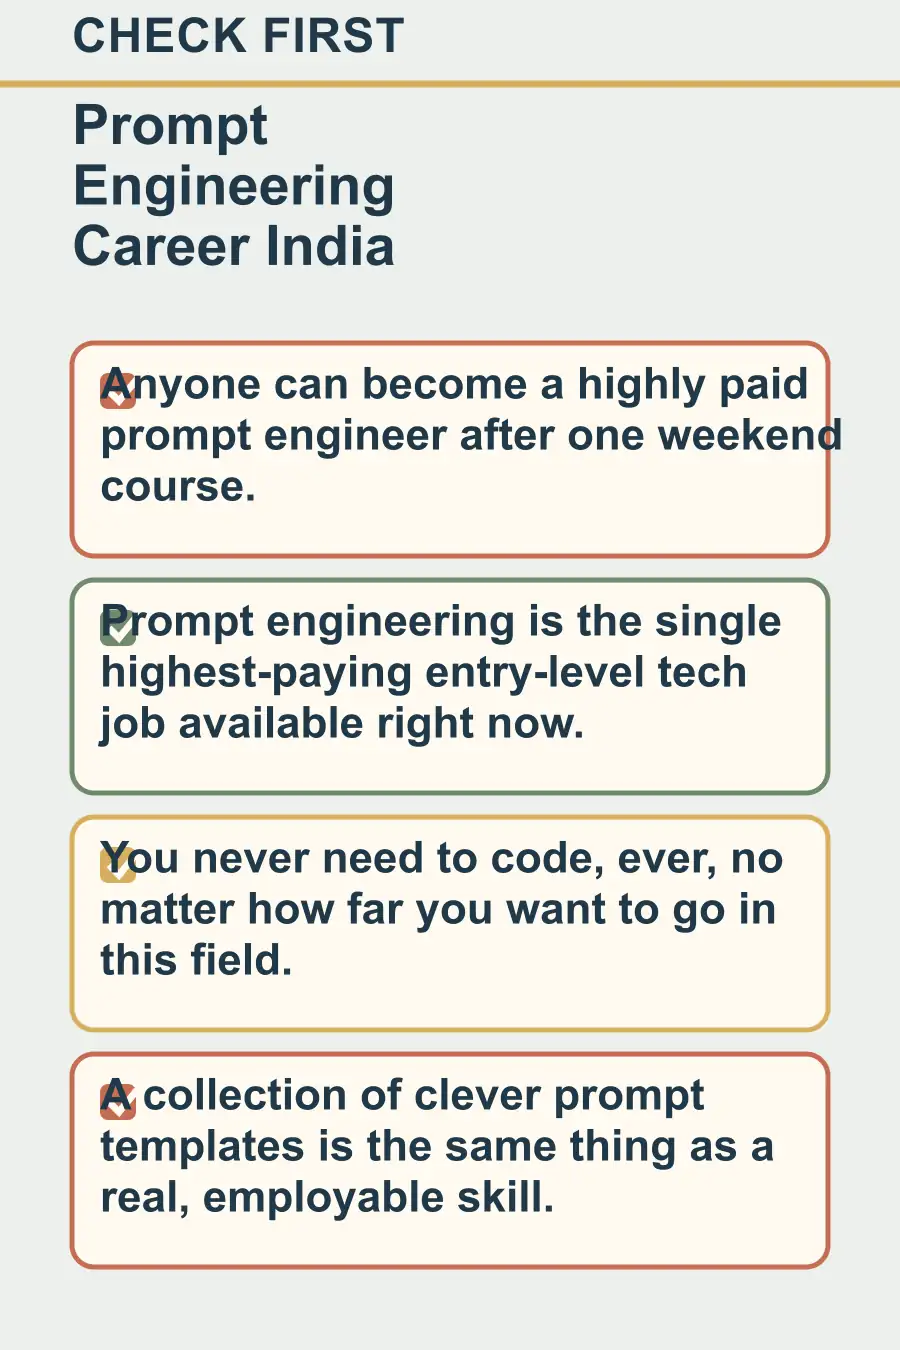 CHECK FIRST
Prompt
Engineering
Career India
Anyone can become a highly paid
prompt engineer after one weekend
course.
Prompt engineering is the single
highest-paying entry-level tech
job available right now.
You never need to code, ever, no
matter how far you want to go in
this field.
A collection of clever prompt
templates is the same thing as a
real, employable skill.